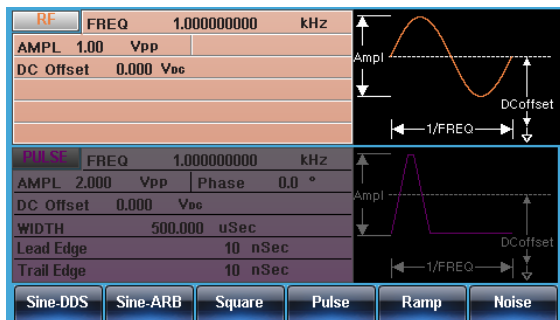 RF FREQ 1.000000000 kHz
AMPL 1.00 Vpp
DC Offset 0.000 VDC
Ampl
DCoffset
1/FREQ
PULSE FREQ 1.000000000 kHz
AMPL 2.000 Vpp Phase 0.0 °
DC Offset 0.000 VDC
WIDTH 500.000 uSec
Lead Edge 10 nSec
Trail Edge 10 nSec
Ampl
DCoffset
1/FREQ
Sine-DDS Sine-ARB Square Pulse Ramp Noise